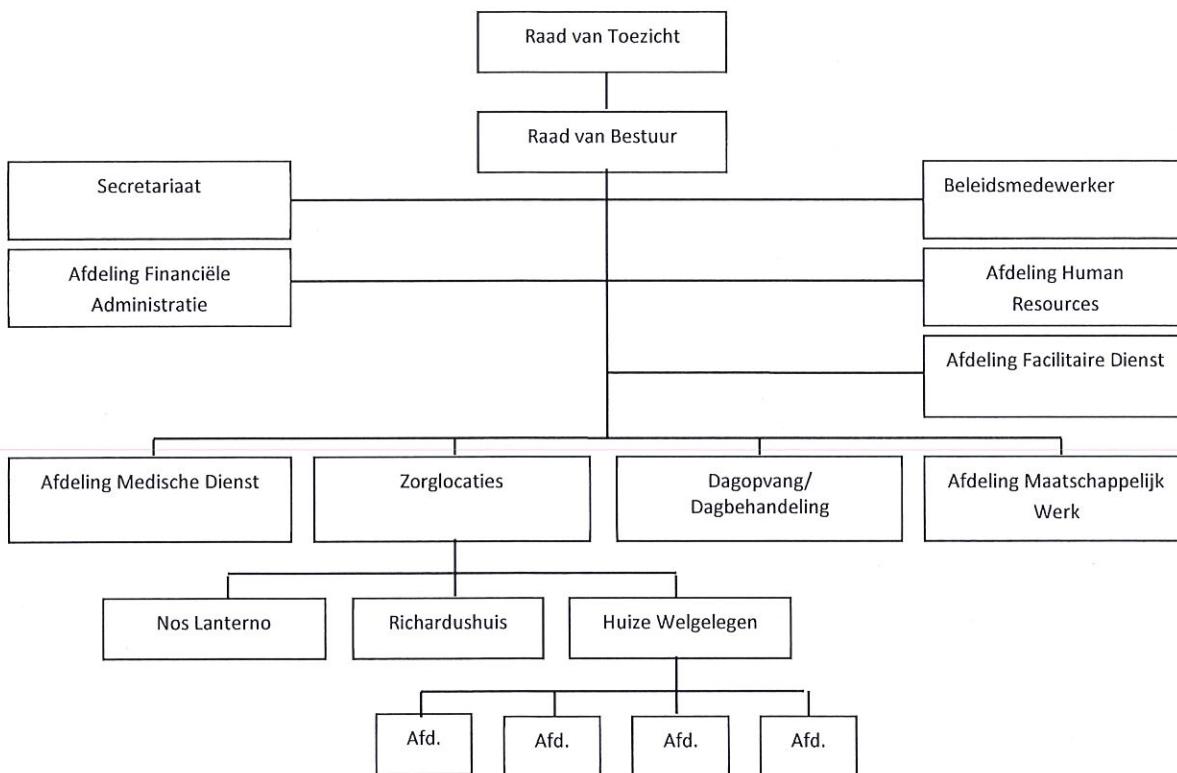 Raad van Toezicht
Raad van Bestuur
Secretariaat
Beleidsmedewerker
Afdeling Financiële
Administratie
Afdeling Human
Resources
Afdeling Facilitaire Dienst
Afdeling Medische Dienst
Zorglocaties
Dagopvang/
Dagbehandeling
Afdeling Maatschappelijk
Werk
Nos Lanterno
Richardushuis
Huize Welgelegen
Afd.
Afd.
Afd.
Afd.